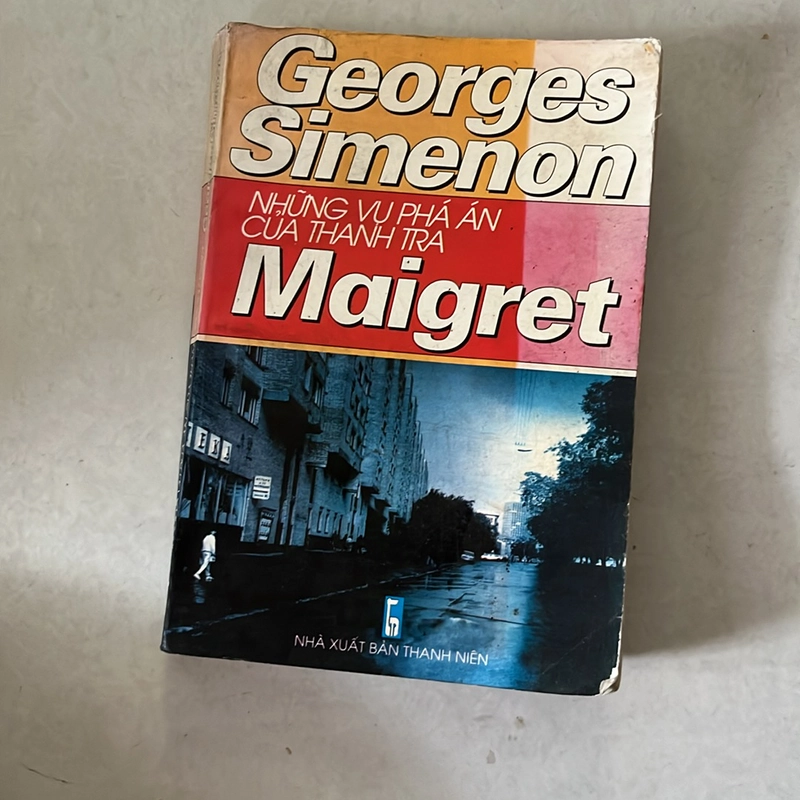 Georges
Simenon
NHỮNG VỤ PHÁ ÁN
CỦA THANH TRA
Maigret
NHÀ XUẤT BẢN THANH NIÊN